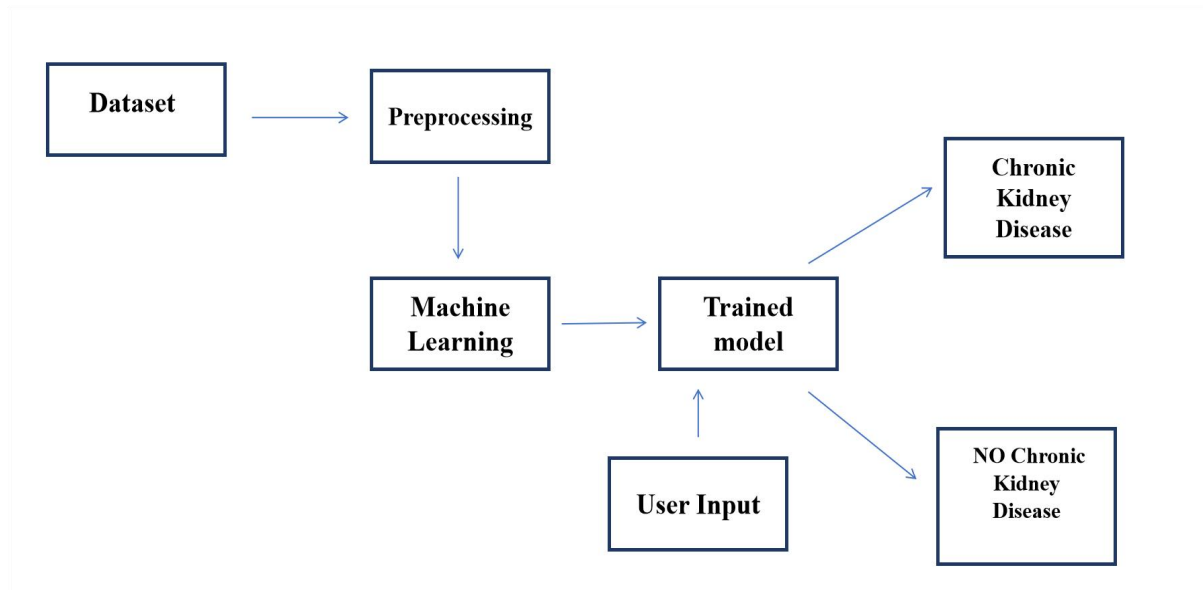 Dataset
Preprocessing
Chronic
Kidney
Disease
Machine
Learning
Trained
model
User Input
NO Chronic
Kidney
Disease